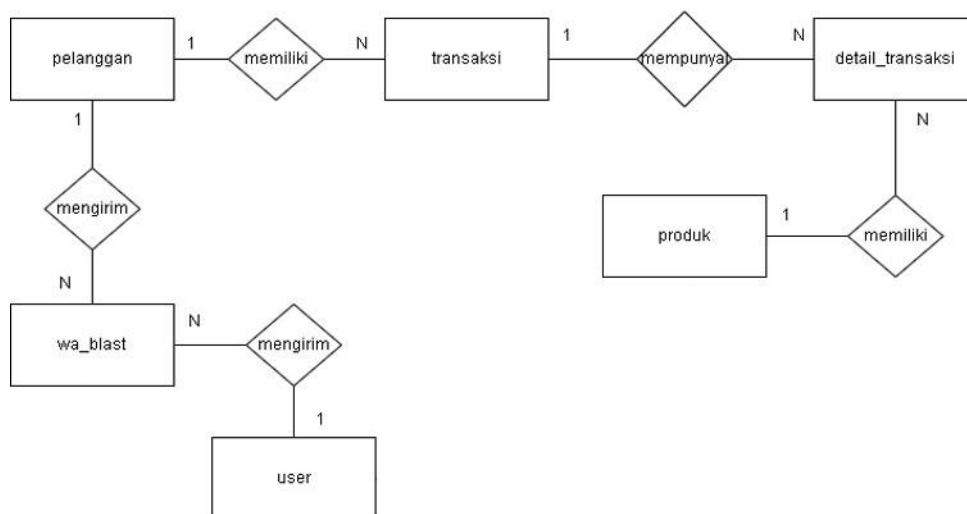 pelanggan
1
memiliki
N
transaksi
1
mempunyai
N
detail_transaksi
1
N
mengirim
produk
1
memiliki
N
wa_blast
N
mengirim
1
user